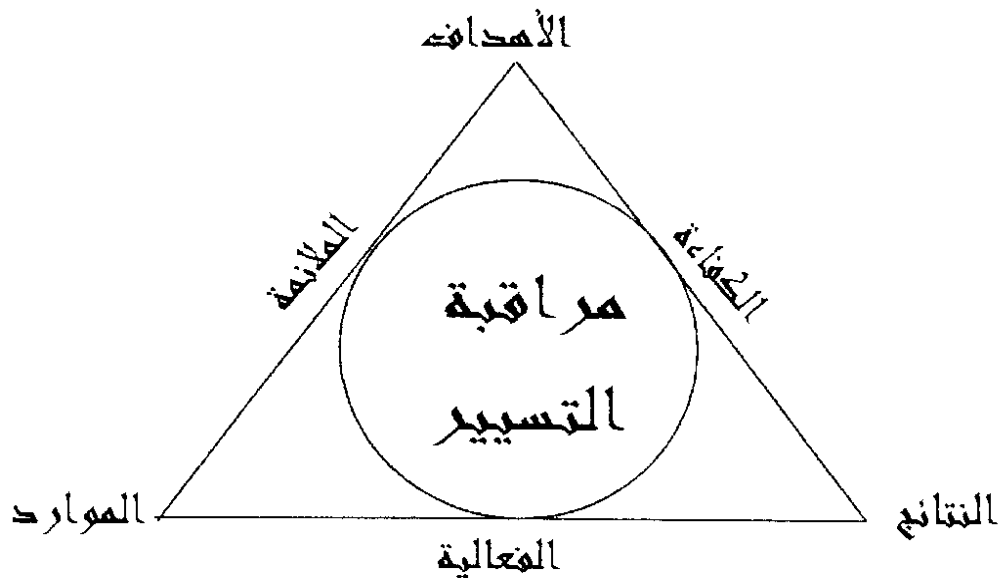 الأهداف
الملائمة
الكفاءة
مراقبة
التسيير
الموارد
النتائج
الفعالية